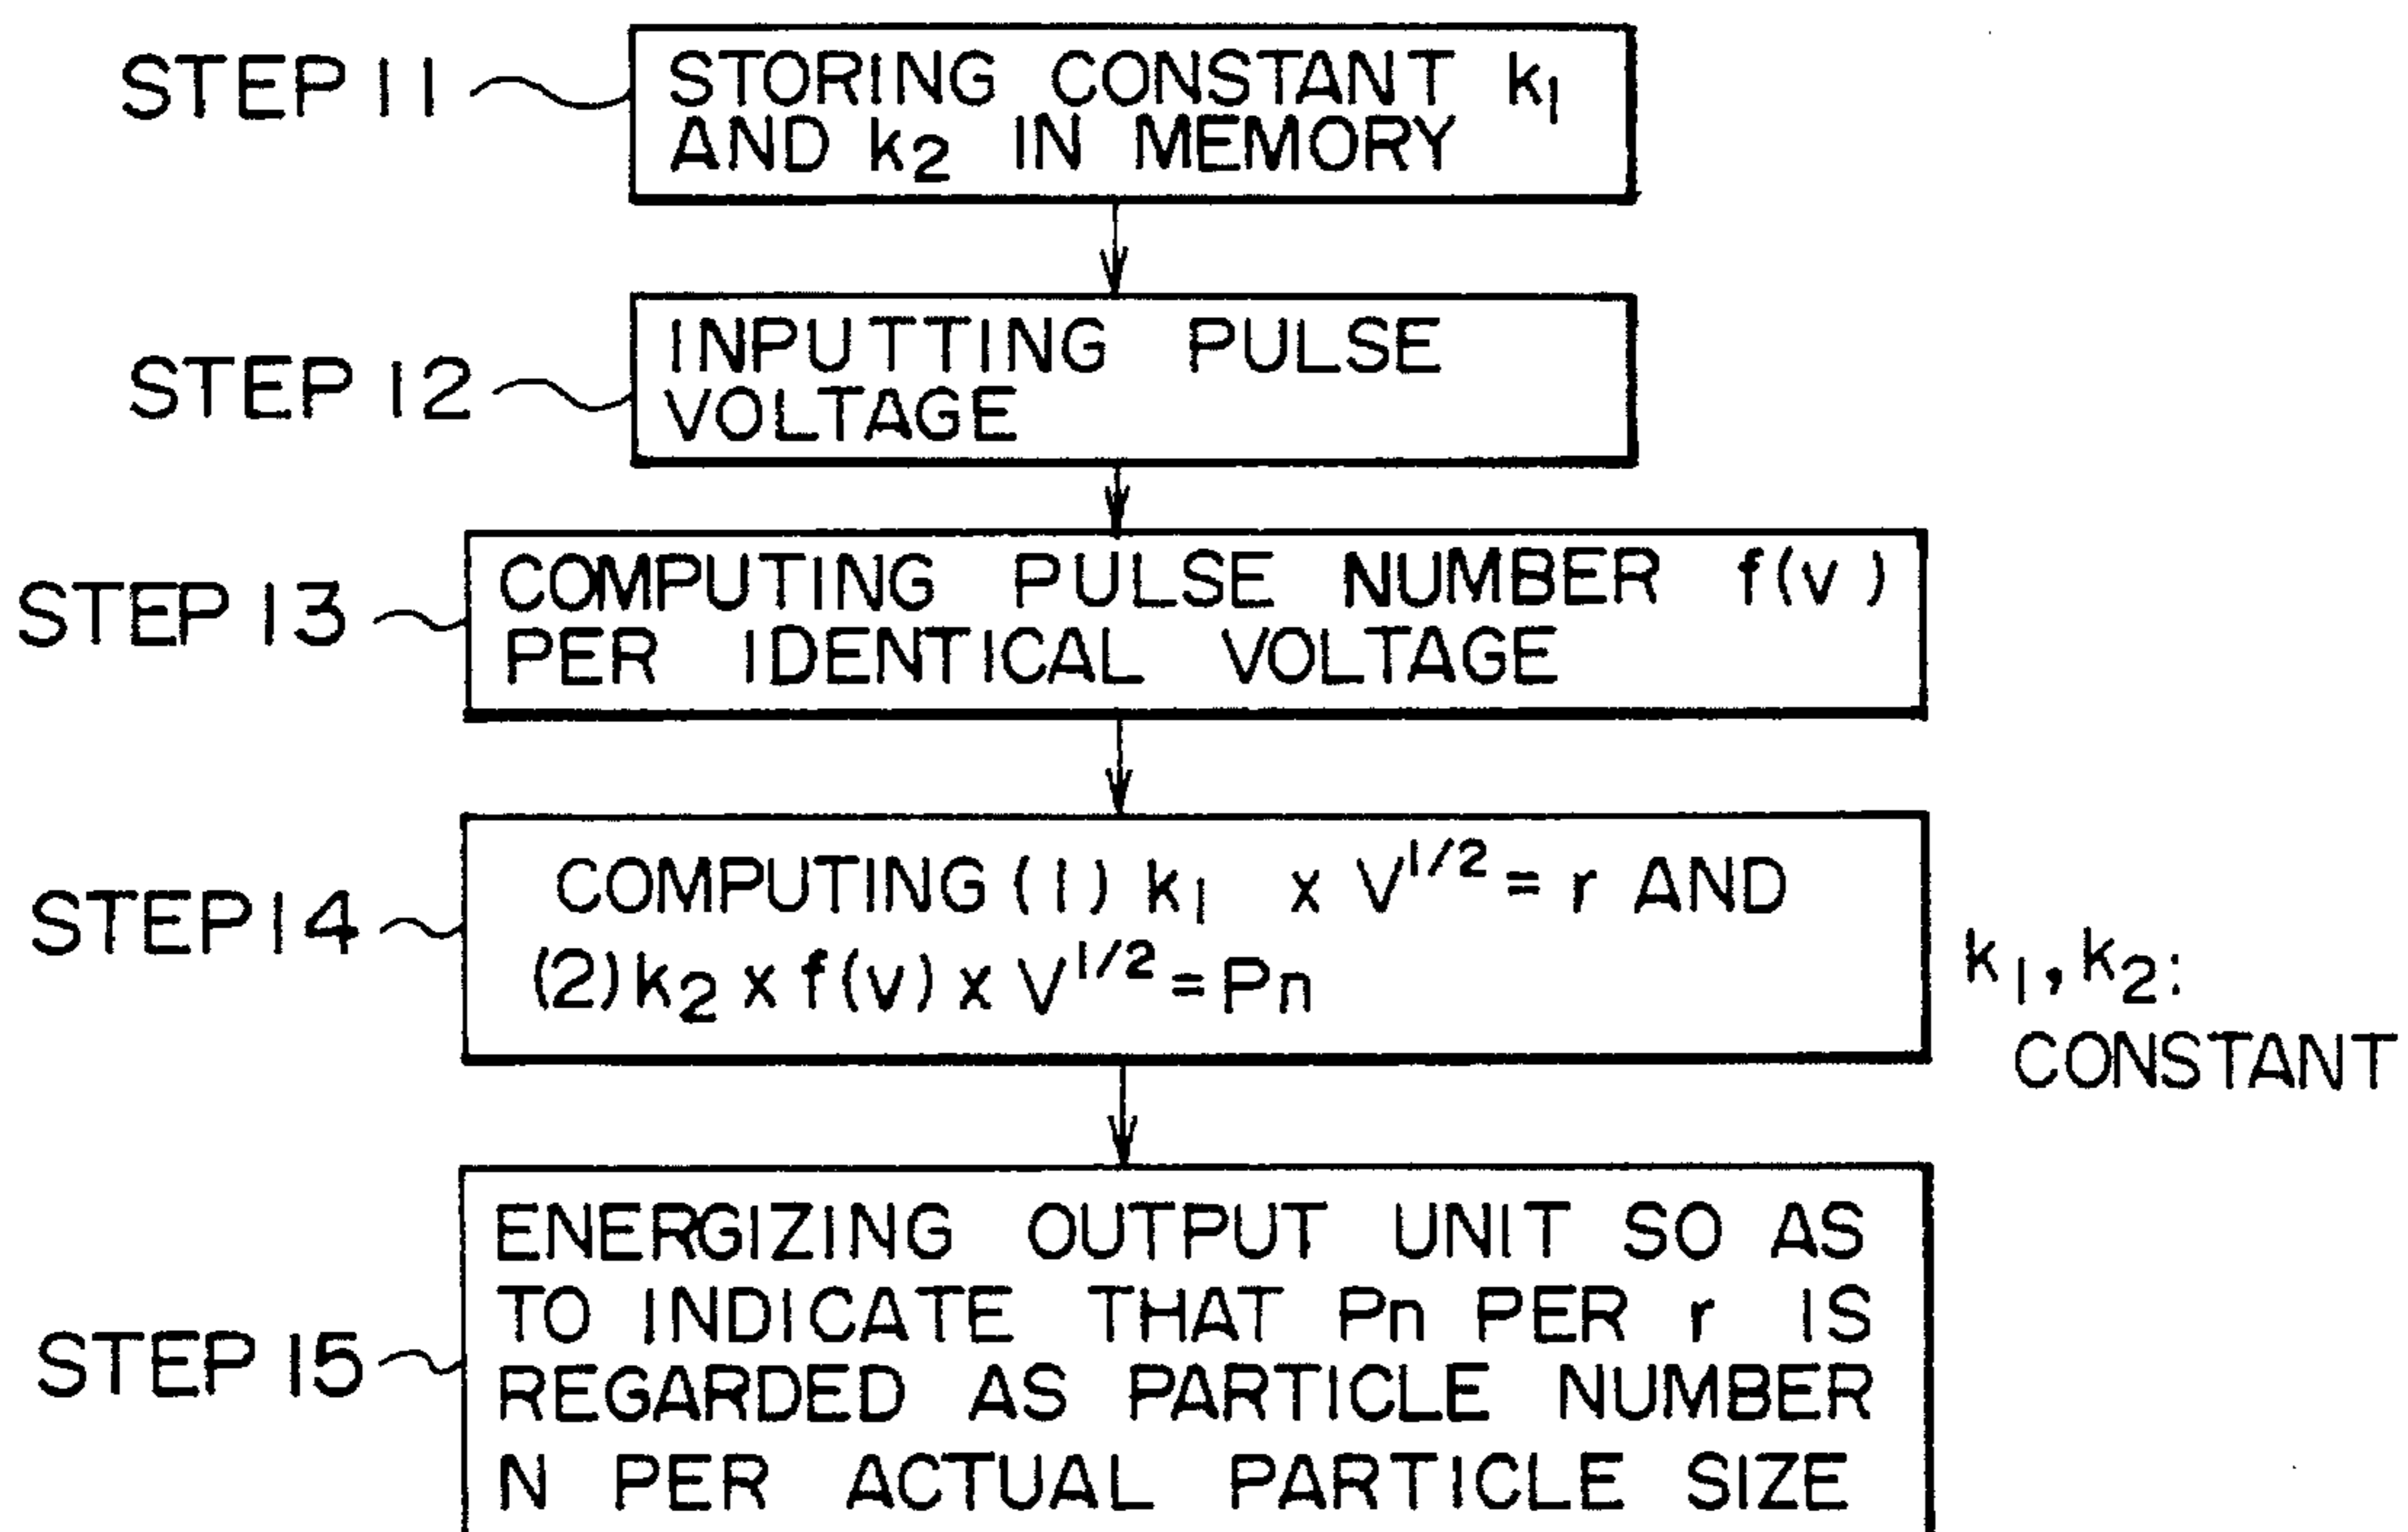 STEP 11
STORING CONSTANT k₁
AND k₂ IN MEMORY
STEP 12
INPUTTING PULSE
VOLTAGE
STEP 13
COMPUTING PULSE NUMBER f(v)
PER IDENTICAL VOLTAGE
STEP 14
COMPUTING (1) k₁ x V^1/2 = r AND
(2) k₂ x f(v) x V^1/2 = Pn
k₁, k₂:
CONSTANT
STEP 15
ENERGIZING OUTPUT UNIT SO AS
TO INDICATE THAT Pn PER r IS
REGARDED AS PARTICLE NUMBER
N PER ACTUAL PARTICLE SIZE